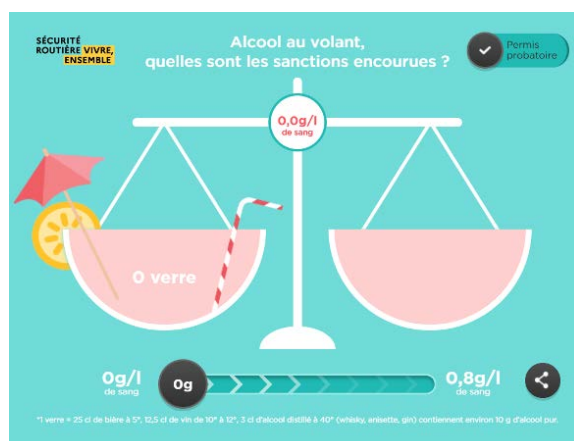 SÉCURITÉ
ROUTIÈRE VIVRE,
ENSEMBLE
Alcool au volant,
quelles sont les sanctions encourues ?
Permis
probatoire
0,0g/l
de sang
0 verre
0g/l
de sang
0g
0,8g/l
de sang
*1 verre = 25 cl de bière à 5°, 12,5 cl de vin de 10° à 12°, 3 cl d'alcool distillé à 40° (whisky, anisette, gin) contiennent environ 10 g d'alcool pur.